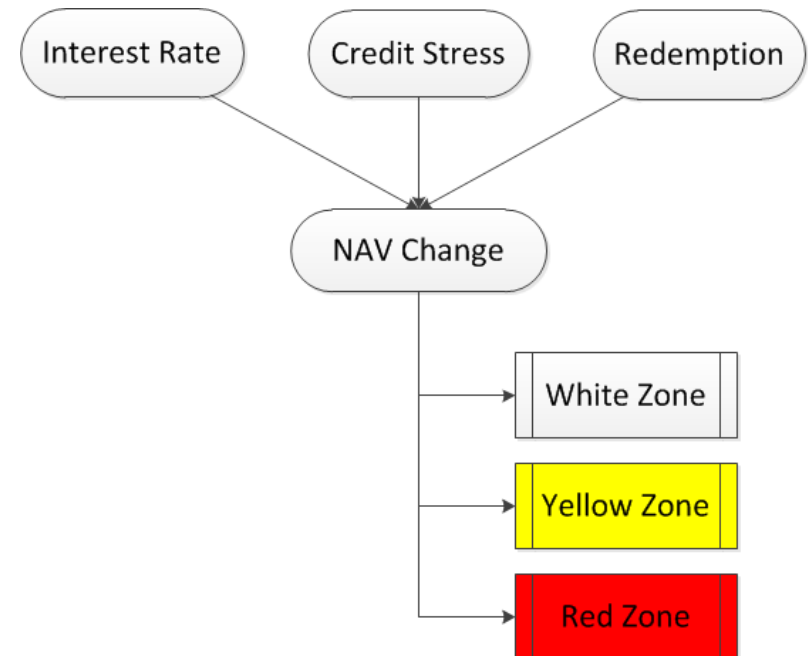 Interest Rate
Credit Stress
Redemption
NAV Change
White Zone
Yellow Zone
Red Zone